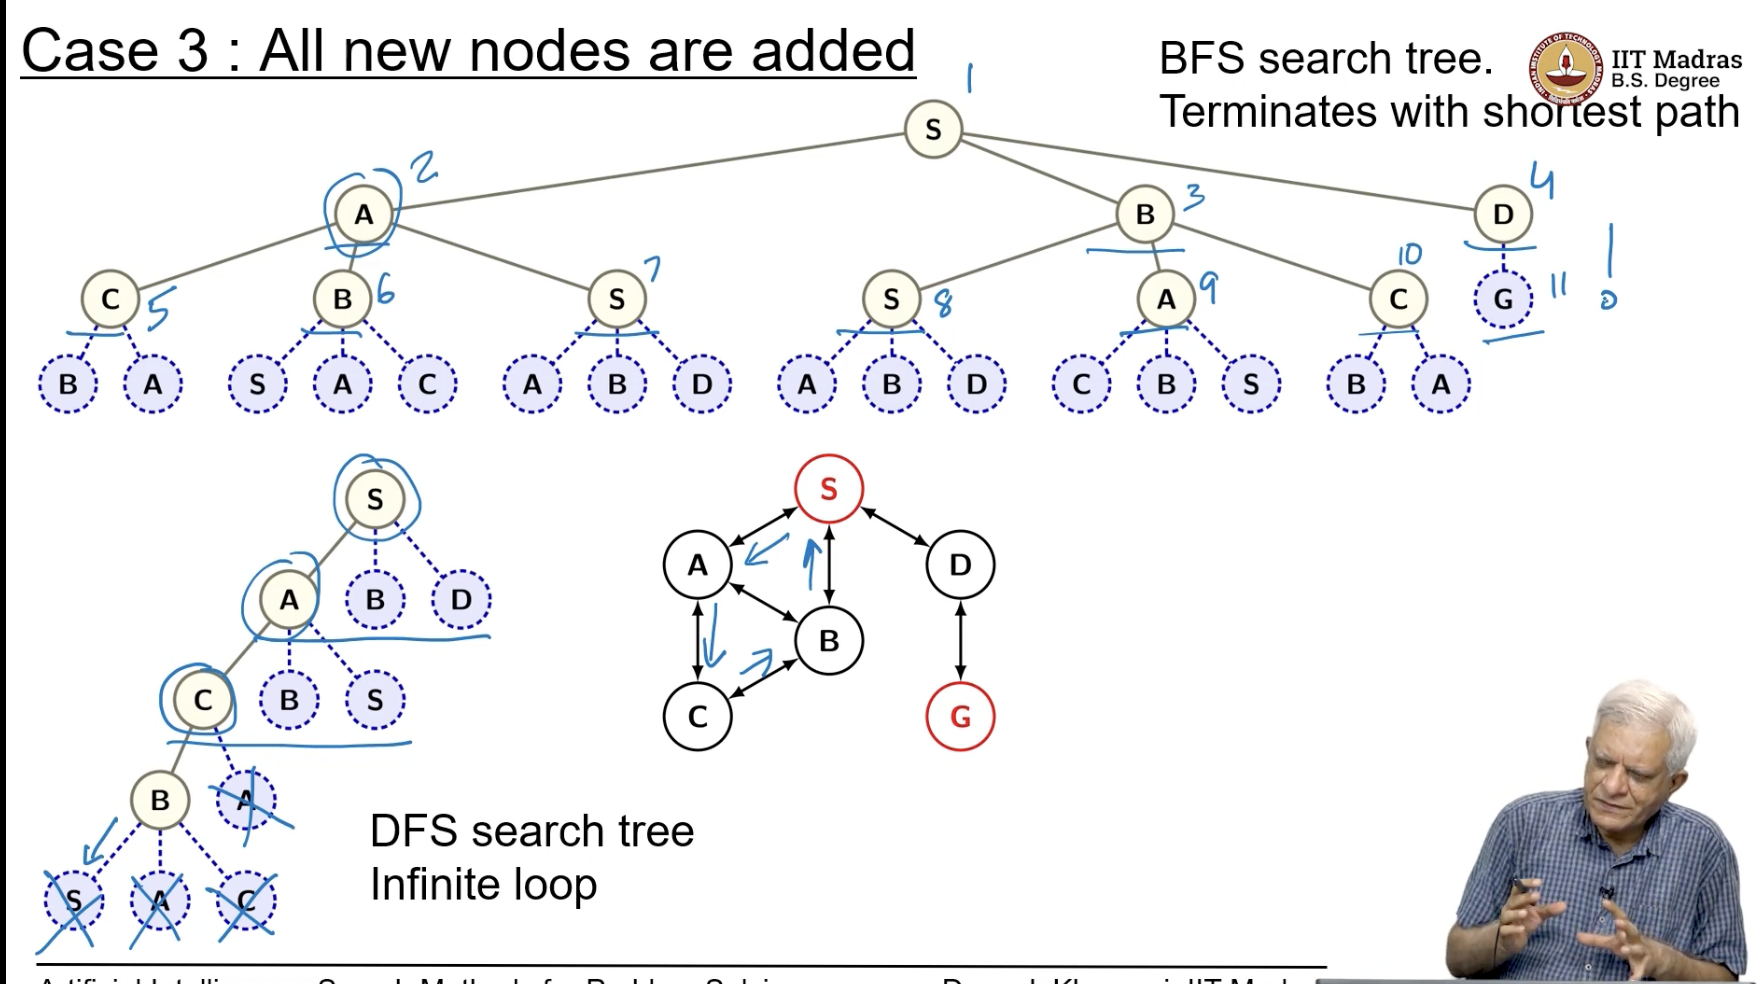 Case 3 : All new nodes are added
BFS search tree.
Terminates with shortest path
IIT Madras
B.S. Degree
1
S
2
A
B
3
D
4
C
5
B
6
S
7
S
8
A
9
C
10
G
11
!
B A S A C A B D A B D C B S B A
S
A B D
C B S
B A
S A C
S
A D
B
C G
DFS search tree
Infinite loop